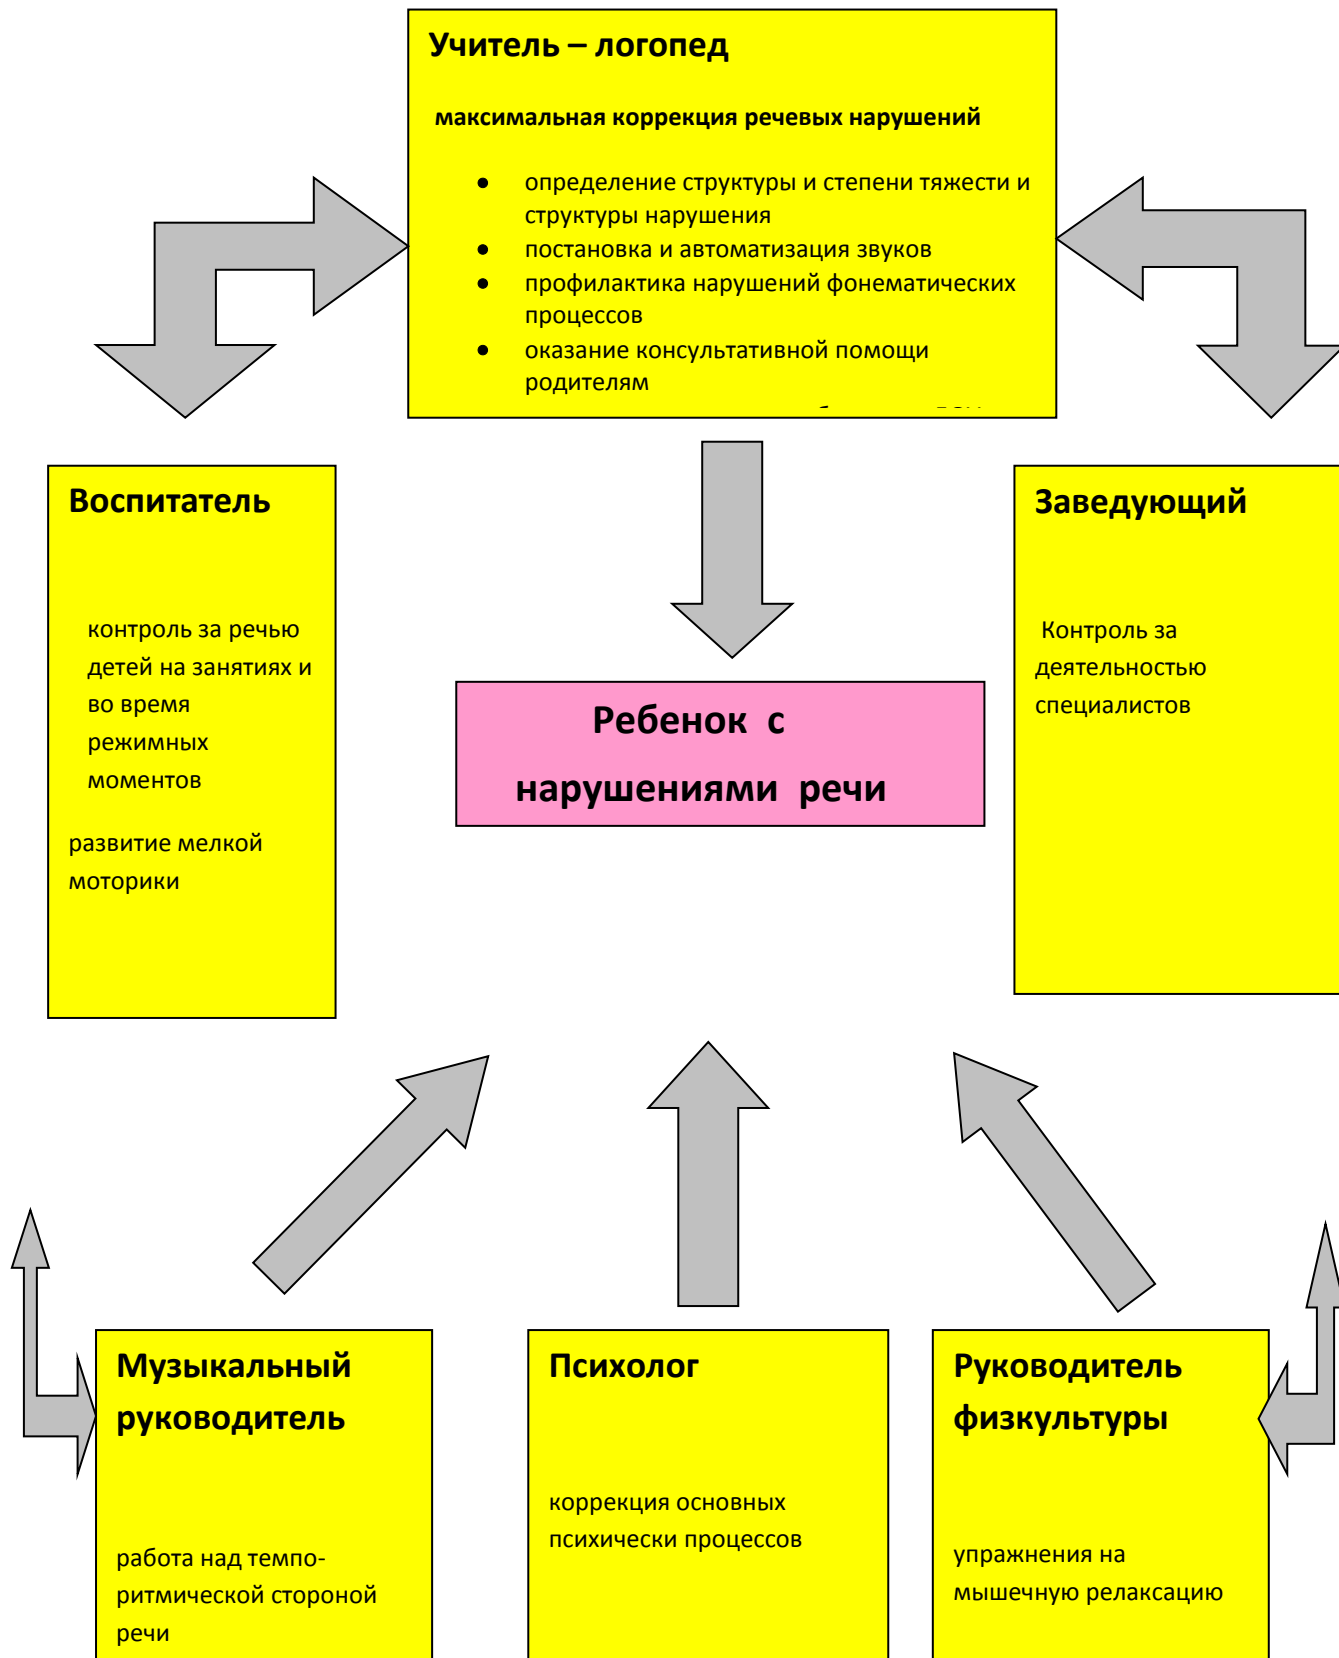 Учитель – логопед
максимальная коррекция речевых нарушений
● определение структуры и степени тяжести и
структуры нарушения
● постановка и автоматизация звуков
● профилактика нарушений фонематических
процессов
● оказание консультативной помощи
родителям
Воспитатель
контроль за речью
детей на занятиях и
во время
режимных
моментов
развитие мелкой
моторики
Заведующий
Контроль за
деятельностью
специалистов
Ребенок с
нарушениями речи
Музыкальный
руководитель
работа над темпо-
ритмической стороной
речи
Психолог
коррекция основных
психически процессов
Руководитель
физкультуры
упражнения на
мышечную релаксацию